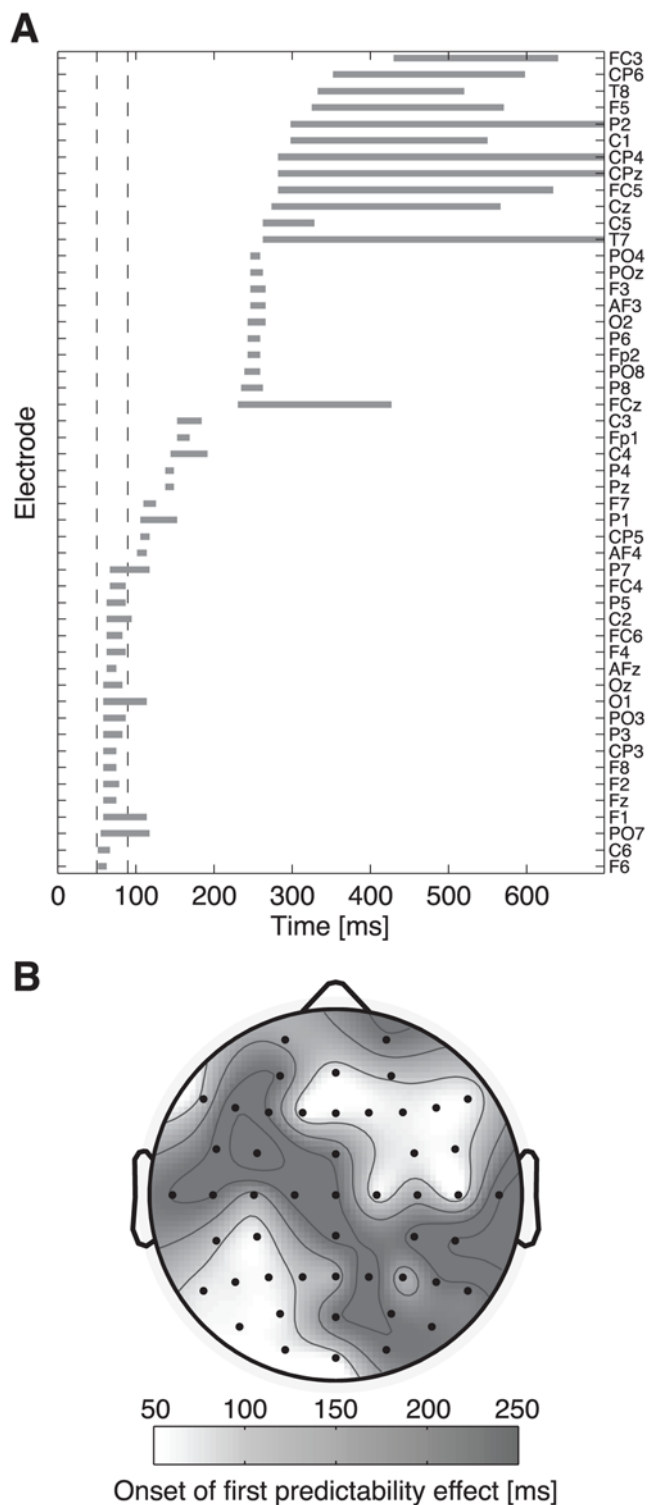 A
FC3
CP6
T8
F5
P2
C1
CP4
CPz
FC5
Cz
C5
T7
PO4
POz
F3
AF3
O2
P6
Fp2
PO8
P8
FCz
C3
Fp1
C4
P4
Pz
F7
P1
CP5
AF4
P7
FC4
P5
C2
FC6
F4
AFz
Oz
O1
PO3
P3
CP3
F8
F2
Fz
F1
PO7
C6
F6
Electrode
0 100 200 300 400 500 600
Time [ms]
B
50 100 150 200 250
Onset of first predictability effect [ms]